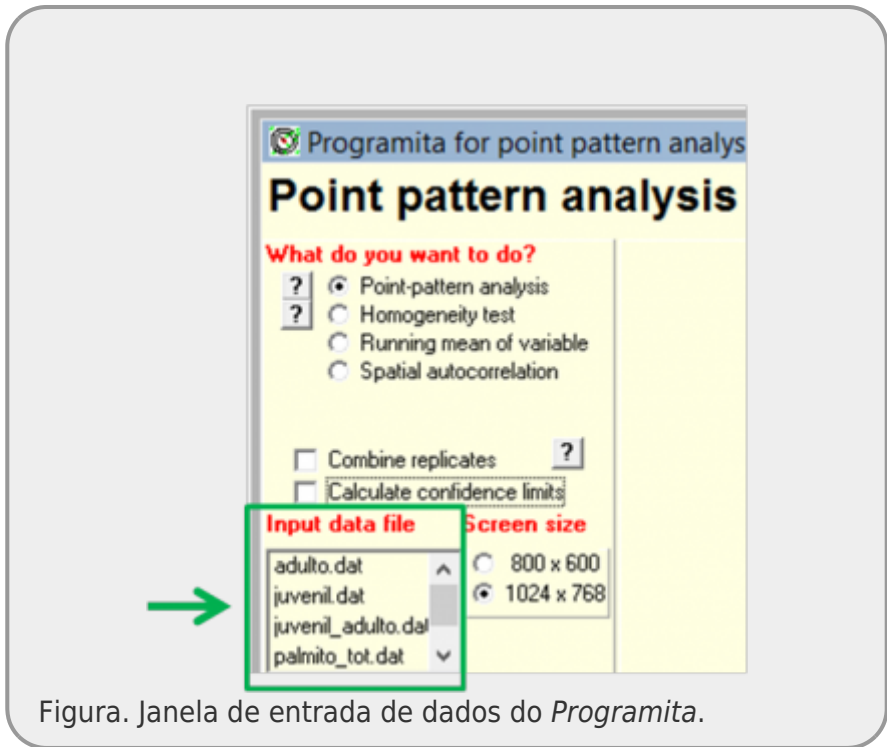 Programita for point pattern analys
Point pattern analysis
What do you want to do?
? Point-pattern analysis
? Homogeneity test
Running mean of variable
Spatial autocorrelation
Combine replicates ?
Calculate confidence limits
Input data file Screen size
adulto.dat 800 x 600
juvenil.dat 1024 x 768
juvenil_adulto.dat
palmito_tot.dat
Figura. Janela de entrada de dados do Programita.